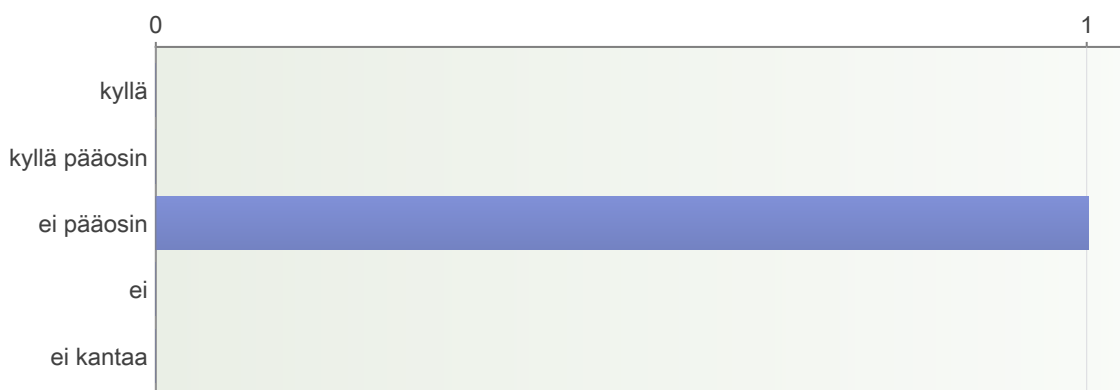 0 1
kyllä
kyllä pääosin
ei pääosin
ei
ei kantaa